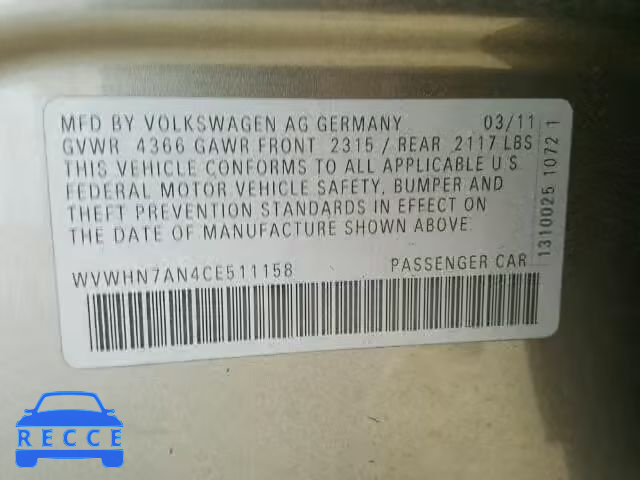 MFD BY VOLKSWAGEN AG GERMANY 03/11
GVWR 4366 GAWR FRONT 2315 / REAR 2117 LBS
THIS VEHICLE CONFORMS TO ALL APPLICABLE U S
FEDERAL MOTOR VEHICLE SAFETY, BUMPER AND
THEFT PREVENTION STANDARDS IN EFFECT ON
THE DATE OF MANUFACTURE SHOWN ABOVE.
WVWHN7AN4CE511158 PASSENGER CAR
1310025 1072 1
RECCE